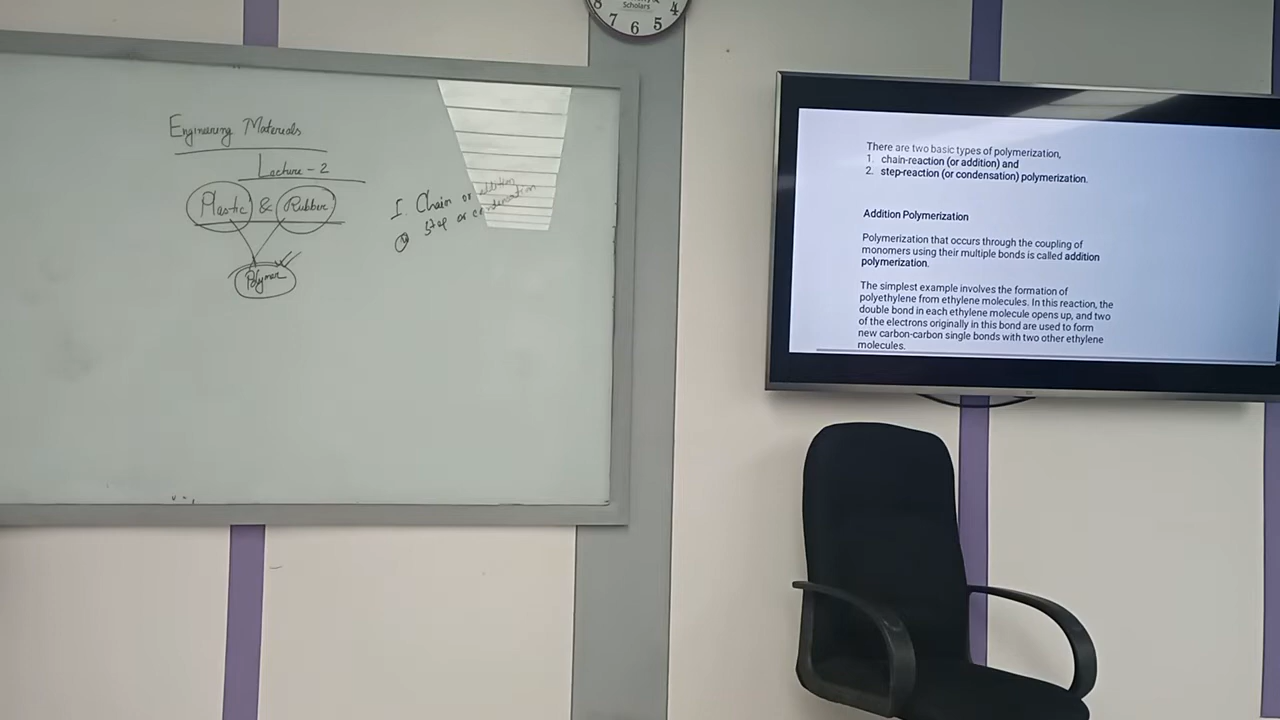 Scholars
8 7 6 5 4
Engineering Materials
Lecture - 2
Plastic & Rubber
Polymer
I. Chain or addition
Step or condensation
There are two basic types of polymerization,
1. chain-reaction (or addition) and
2. step-reaction (or condensation) polymerization.
Addition Polymerization
Polymerization that occurs through the coupling of
monomers using their multiple bonds is called addition
polymerization.
The simplest example involves the formation of
polyethylene from ethylene molecules. In this reaction, the
double bond in each ethylene molecule opens up, and two
of the electrons originally in this bond are used to form
new carbon-carbon single bonds with two other ethylene
molecules.